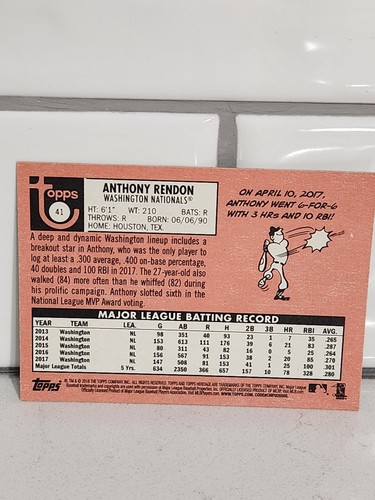 topps
41
ANTHONY RENDON
WASHINGTON NATIONALS®
HT: 6'1" WT: 210 BATS: R
THROWS: R BORN: 06/06/90
HOME: HOUSTON, TEX.
ON APRIL 10, 2017,
ANTHONY WENT 6-FOR-6
WITH 3 HRs AND 10 RBI!
A deep and dynamic Washington lineup includes a
breakout star in Anthony, who was the only player to
log at least a .300 average, .400 on-base percentage,
40 doubles and 100 RBI in 2017. The 27-year-old also
walked (84) more often than he whiffed (82) during
his prolific campaign. Anthony slotted sixth in the
National League MVP Award voting.
MAJOR LEAGUE BATTING RECORD
YEAR TEAM LEA. G AB R H 2B 3B HR RBI AVG.
2013 Washington NL 98 351 40 93 23 1 7 35 .265
2014 Washington NL 153 613 111 176 39 6 21 83 .287
2015 Washington NL 80 311 43 82 16 0 5 25 .264
2016 Washington NL 156 567 91 153 38 2 20 85 .270
2017 Washington NL 147 508 81 153 41 1 25 100 .301
Major League Totals 5 Yrs. 634 2350 366 657 157 10 78 328 .280
topps